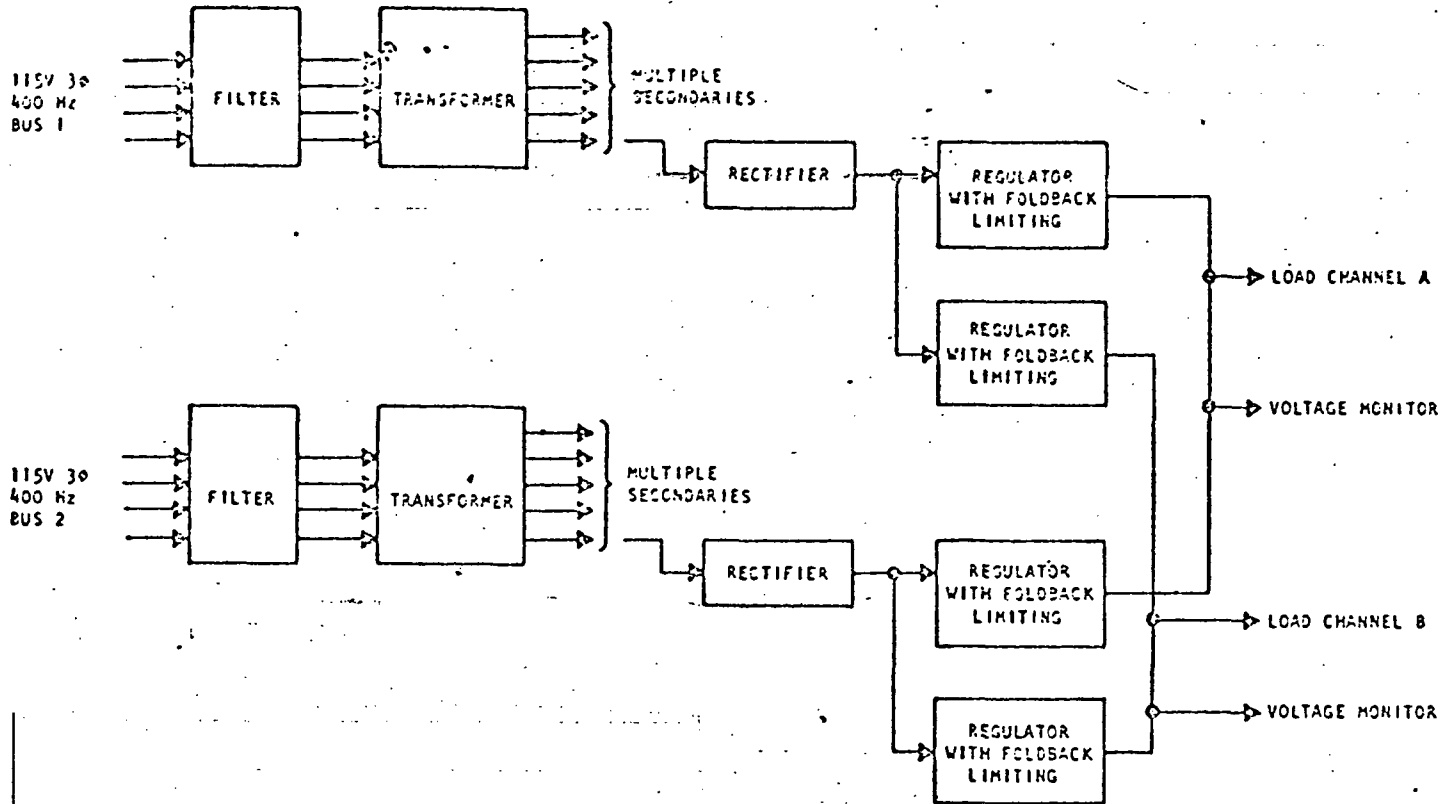 115V 3φ
400 Hz
BUS 1
FILTER
TRANSFORMER
MULTIPLE
SECONDARIES
RECTIFIER
REGULATOR
WITH FOLDBACK
LIMITING
LOAD CHANNEL A
REGULATOR
WITH FOLDBACK
LIMITING
VOLTAGE MONITOR
115V 3φ
400 Hz
BUS 2
FILTER
TRANSFORMER
MULTIPLE
SECONDARIES
RECTIFIER
REGULATOR
WITH FOLDBACK
LIMITING
LOAD CHANNEL B
REGULATOR
WITH FOLDBACK
LIMITING
VOLTAGE MONITOR